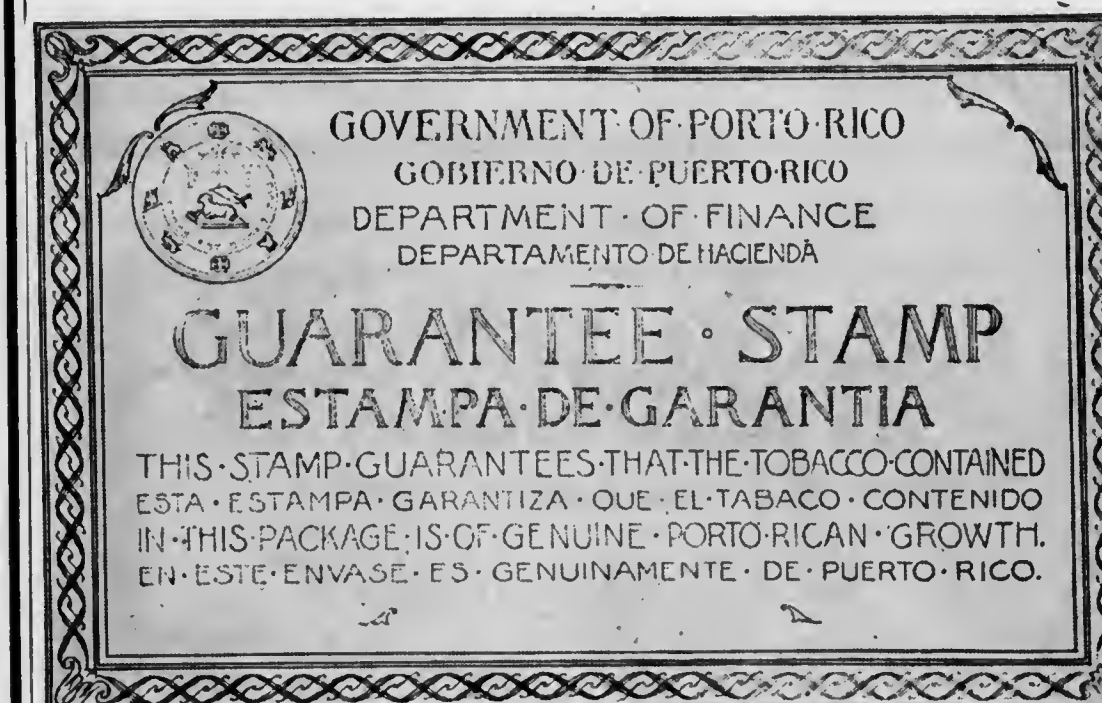 GOVERNMENT·OF·PORTO·RICO
GOBIERNO·DE·PUERTO·RICO
DEPARTMENT·OF·FINANCE
DEPARTAMENTO·DE·HACIENDA
GUARANTEE·STAMP
ESTAMPA·DE·GARANTIA
THIS·STAMP·GUARANTEES·THAT·THE·TOBACCO·CONTAINED
ESTA·ESTAMPA·GARANTIZA·QUE·EL·TABACO·CONTENIDO
IN·THIS·PACKAGE·IS·OF·GENUINE·PORTO·RICAN·GROWTH.
EN·ESTE·ENVASE·ES·GENUINAMENTE·DE·PUERTO·RICO.